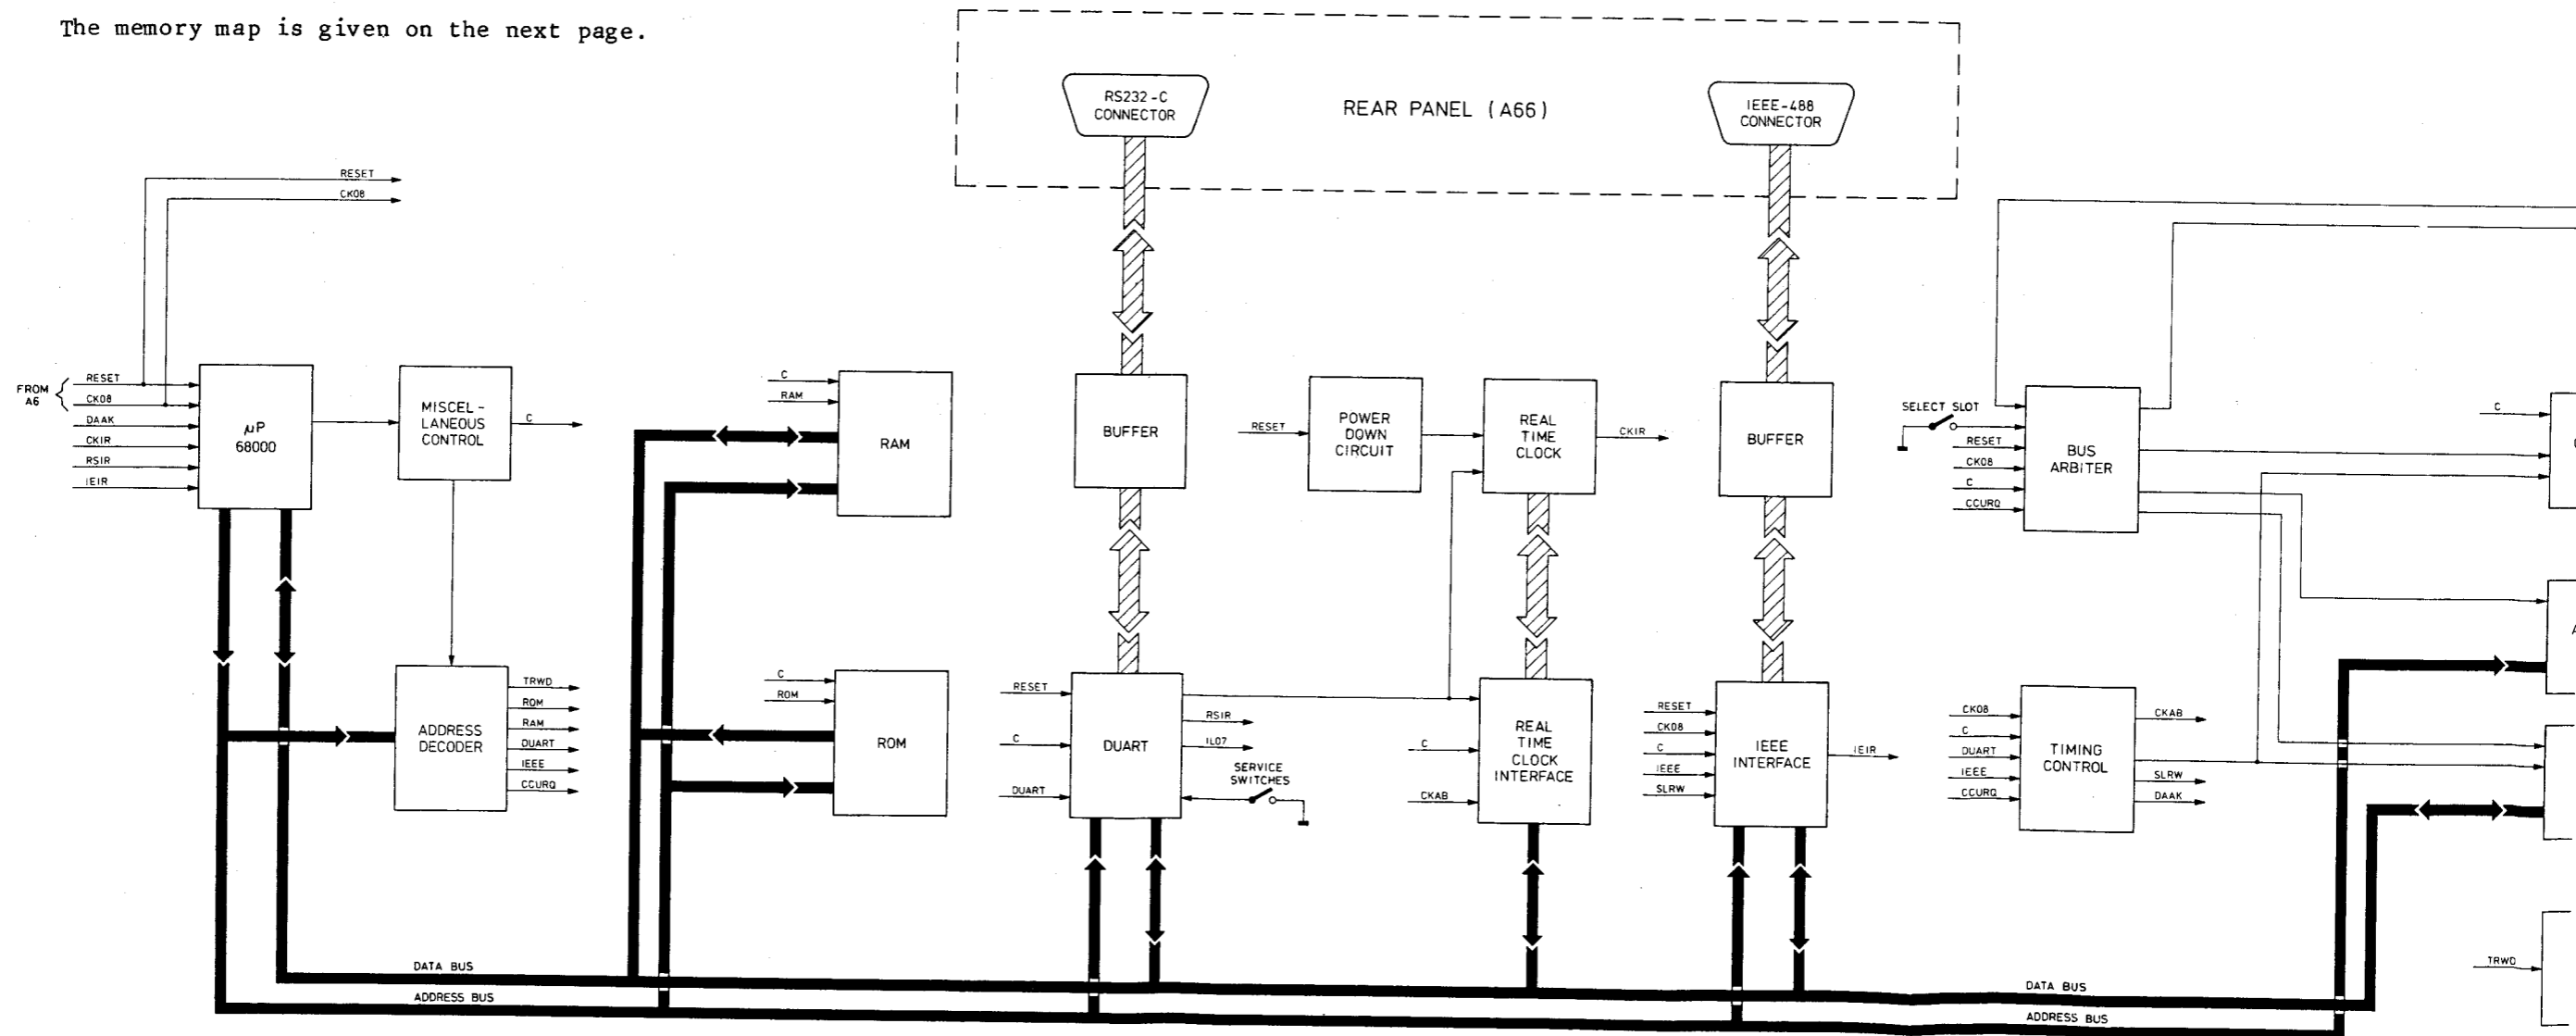 The memory map is given on the next page.
RS232-C
CONNECTOR
REAR PANEL (A66)
IEEE-488
CONNECTOR
RESET
CK08
FROM
A6
RESET
CK08
DAAK
CKIR
RSIR
IEIR
µP
68000
MISCEL-
LANEOUS
CONTROL
C
C
RAM
RAM
BUFFER
RESET
POWER
DOWN
CIRCUIT
REAL
TIME
CLOCK
CKIR
BUFFER
SELECT SLOT
RESET
CK08
C
CCURQ
BUS
ARBITER
C
ADDRESS
DECODER
TRWD
ROM
RAM
DUART
IEEE
CCURQ
C
ROM
ROM
RESET
C
DUART
DUART
RSIR
IL07
SERVICE
SWITCHES
C
CKAB
REAL
TIME
CLOCK
INTERFACE
RESET
CK08
C
IEEE
SLRW
IEEE
INTERFACE
IEIR
CK08
C
DUART
IEEE
CCURQ
TIMING
CONTROL
CKAB
SLRW
DAAK
TRWD
DATA BUS
ADDRESS BUS
DATA BUS
ADDRESS BUS